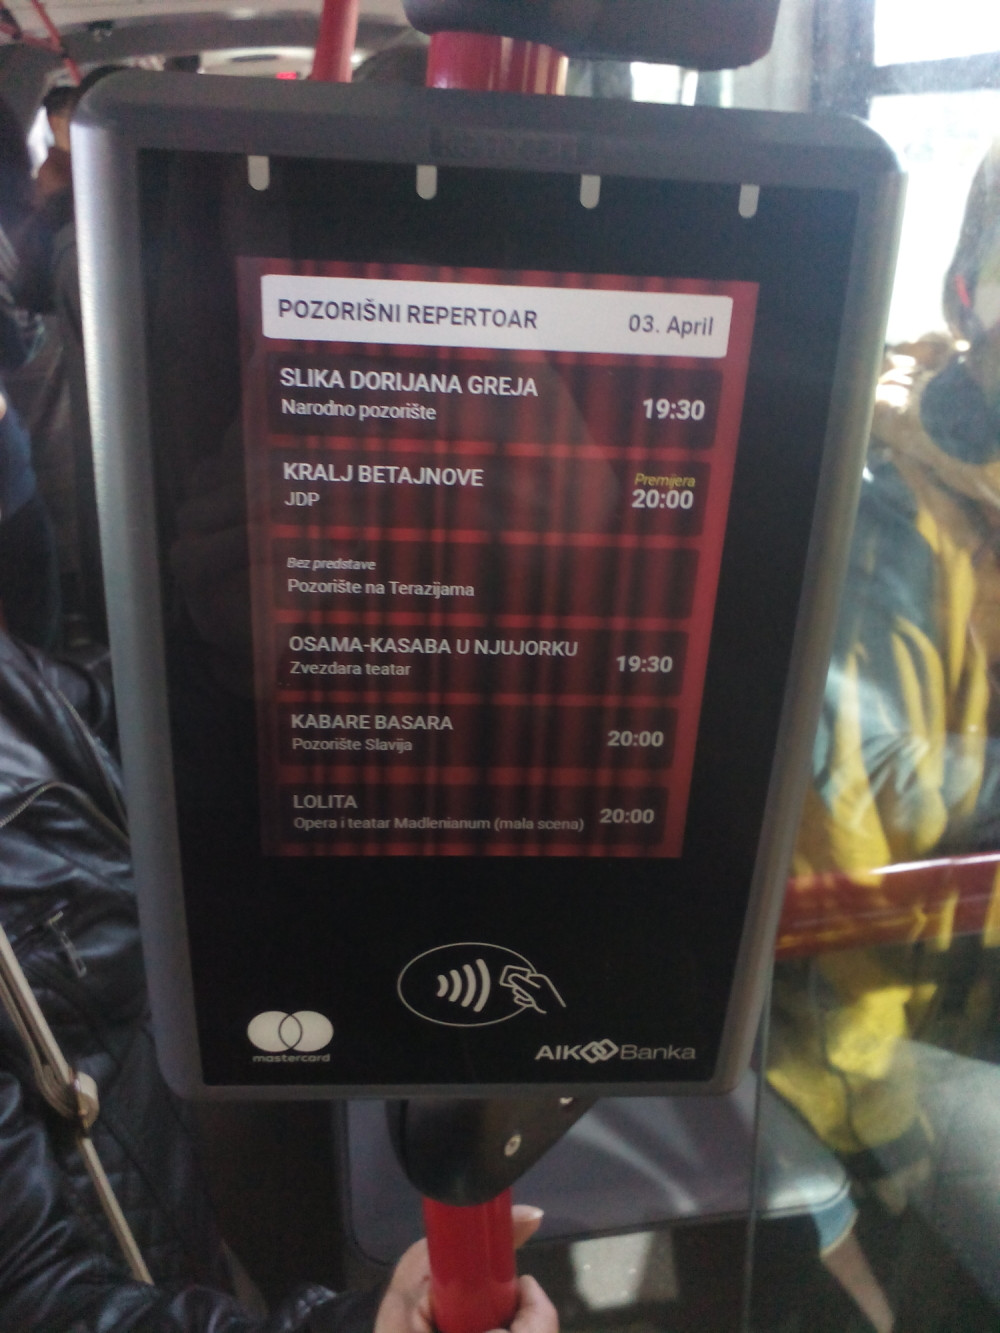 POZORIŠNI REPERTOAR 03. April
SLIKA DORIJANA GREJA
Narodno pozorište 19:30
KRALJ BETAJNOVE Premijera
JDP 20:00
Bez predstave
Pozorište na Terazijama
OSAMA-KASABA U NJUJORKU
Zvezdara teatar 19:30
KABARE BASARA
Pozorište Slavija 20:00
LOLITA
Opera i teatar Madlenianum (mala scena) 20:00
mastercard
AIK Banka